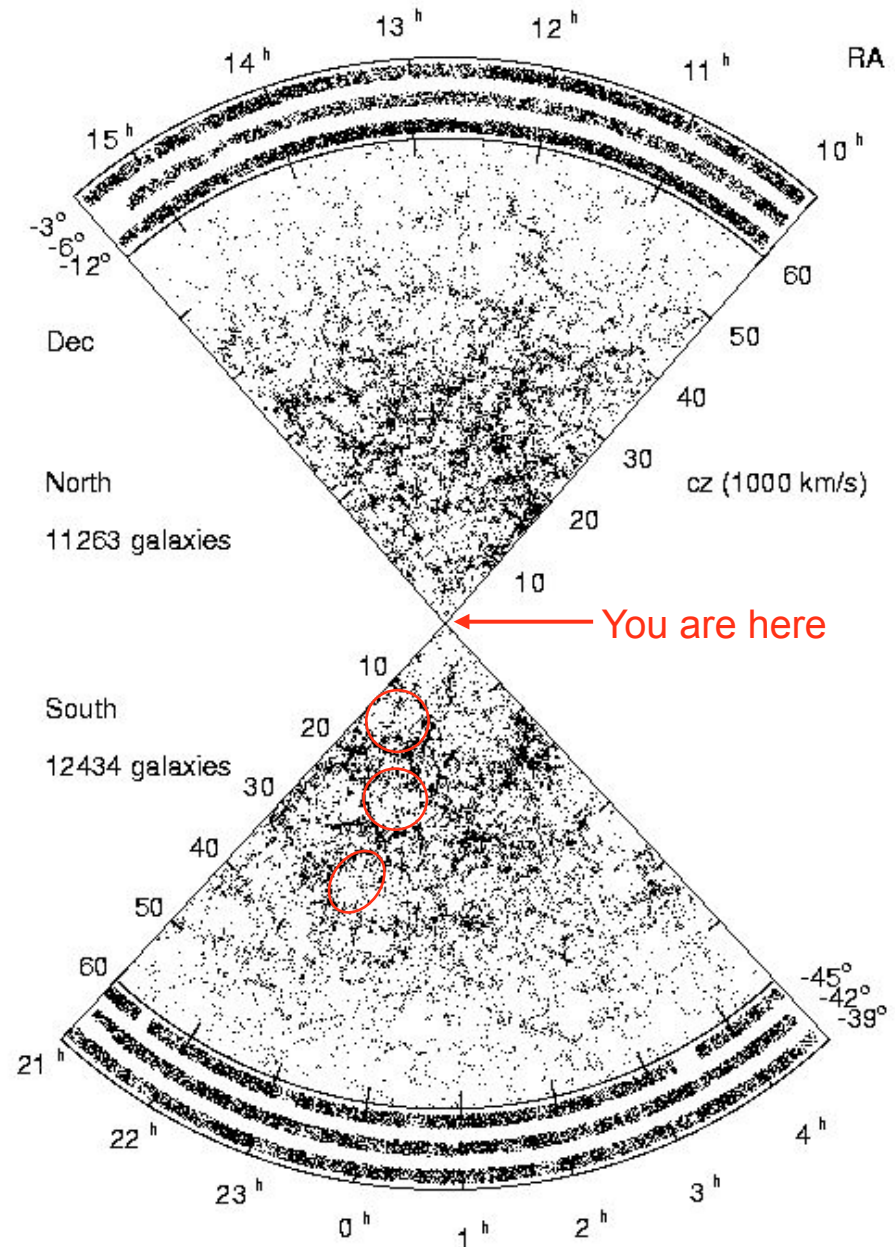 13 h
12 h
14 h
11 h
RA
15 h
10 h
-3°
-6°
-12°
60
50
Dec
40
30
North
cz (1000 km/s)
20
11263 galaxies
10
You are here
10
South
20
12434 galaxies
30
40
50
60
-45°
-42°
-39°
21 h
22 h
4 h
23 h
3 h
0 h
2 h
1 h